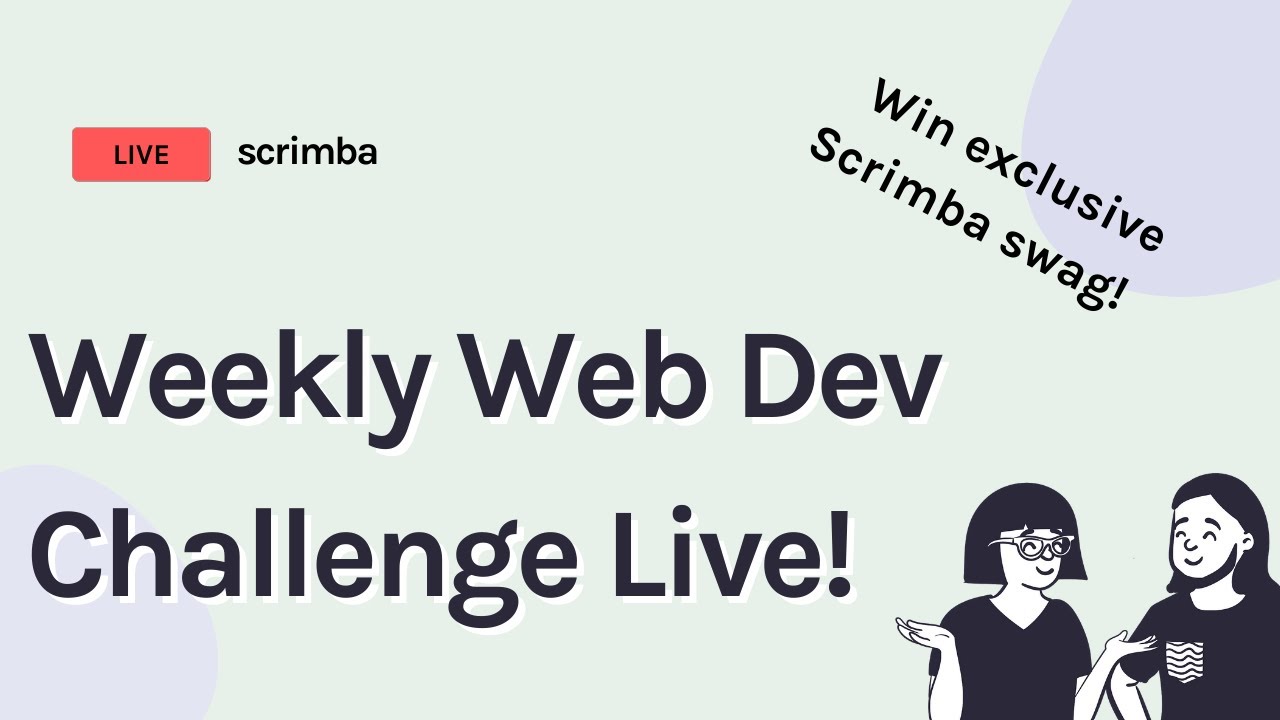 LIVE scrimba
Win exclusive
Scrimba swag!
Weekly Web Dev
Challenge Live!